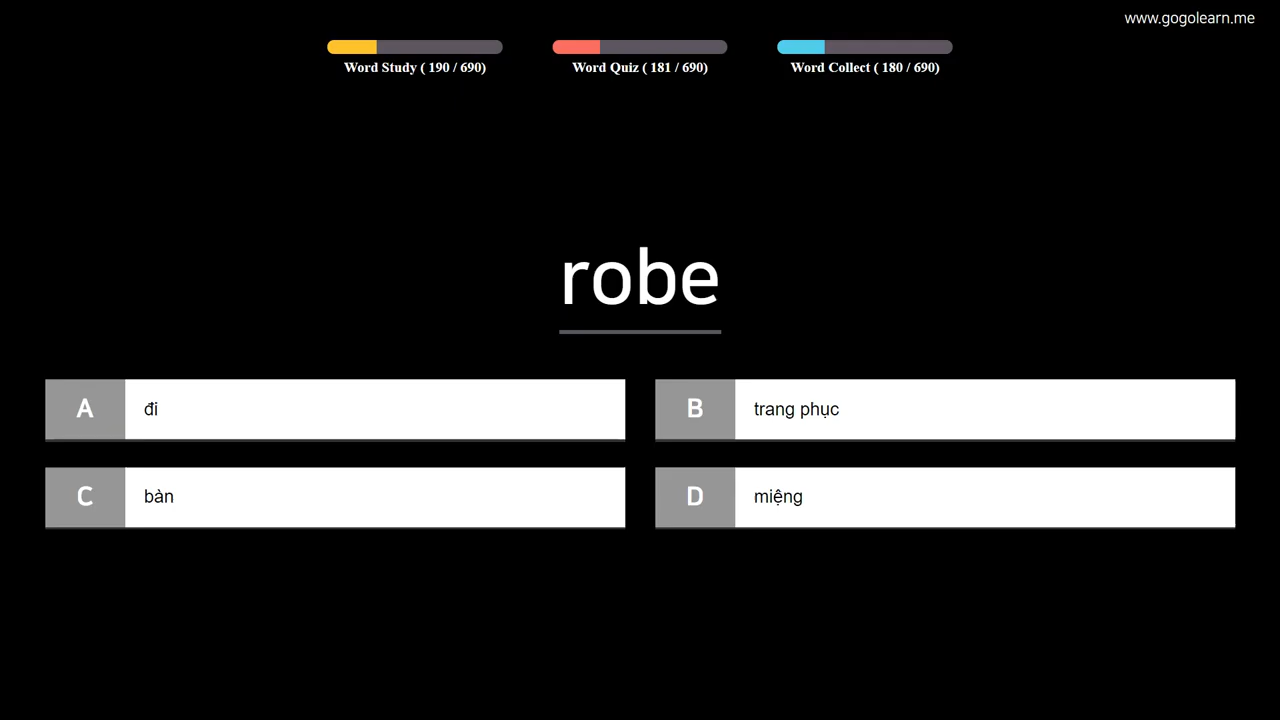 www.gogolearn.me
Word Study ( 190 / 690)
Word Quiz ( 181 / 690)
Word Collect ( 180 / 690)
robe
A đi
B trang phục
C bàn
D miệng